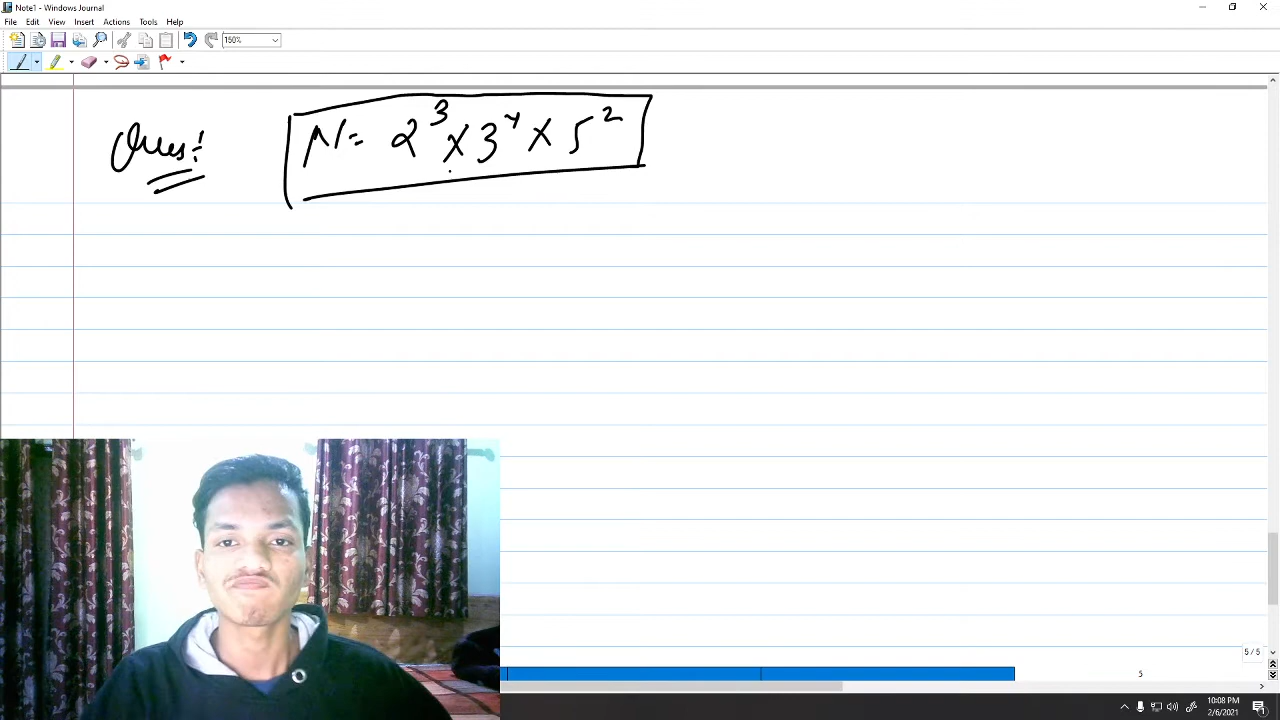 Note1 - Windows Journal
File Edit View Insert Actions Tools Help
150%
Ques:
N = 2³ × 3⁴ × 5²
5 / 5
5
10:08 PM
2/6/2021